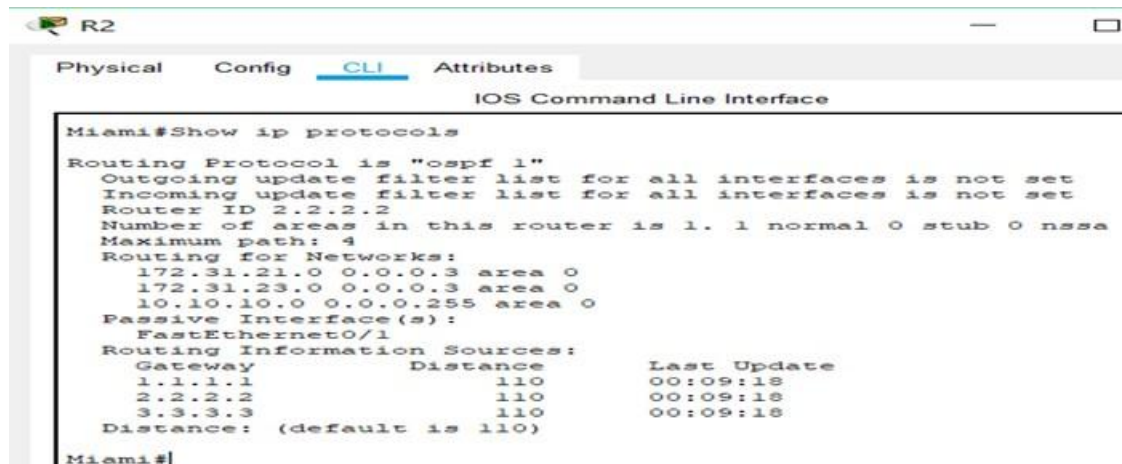 R2
Physical Config CLI Attributes
IOS Command Line Interface
Miami#Show ip protocols
Routing Protocol is "ospf 1"
Outgoing update filter list for all interfaces is not set
Incoming update filter list for all interfaces is not set
Router ID 2.2.2.2
Number of areas in this router is 1. 1 normal 0 stub 0 nssa
Maximum path: 4
Routing for Networks:
172.31.21.0 0.0.0.3 area 0
172.31.23.0 0.0.0.3 area 0
10.10.10.0 0.0.0.255 area 0
Passive Interface(s):
FastEthernet0/1
Routing Information Sources:
Gateway Distance Last Update
1.1.1.1 110 00:09:18
2.2.2.2 110 00:09:18
3.3.3.3 110 00:09:18
Distance: (default is 110)
Miami#